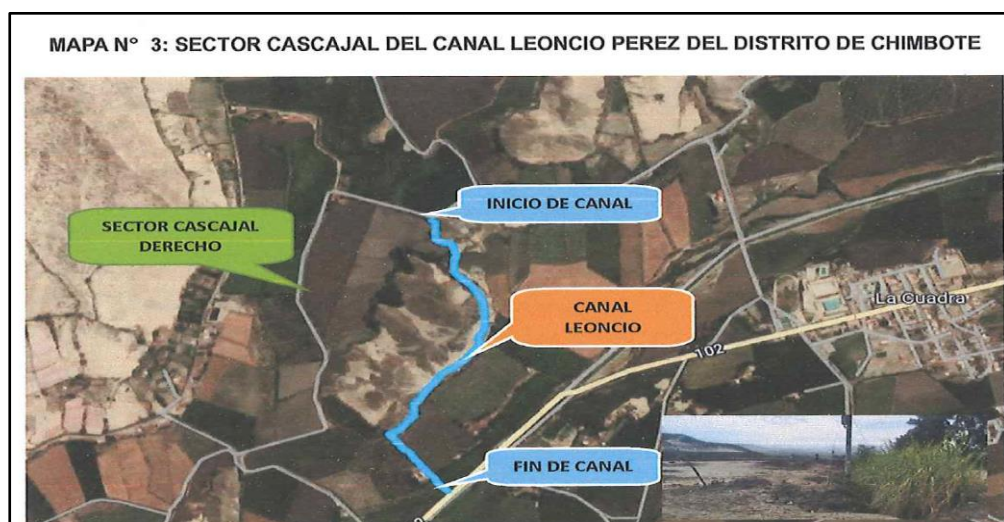 MAPA N° 3: SECTOR CASCAJAL DEL CANAL LEONCIO PEREZ DEL DISTRITO DE CHIMBOTE
INICIO DE CANAL
SECTOR CASCAJAL
DERECHO
CANAL
LEONCIO
La Cuadra
102
FIN DE CANAL